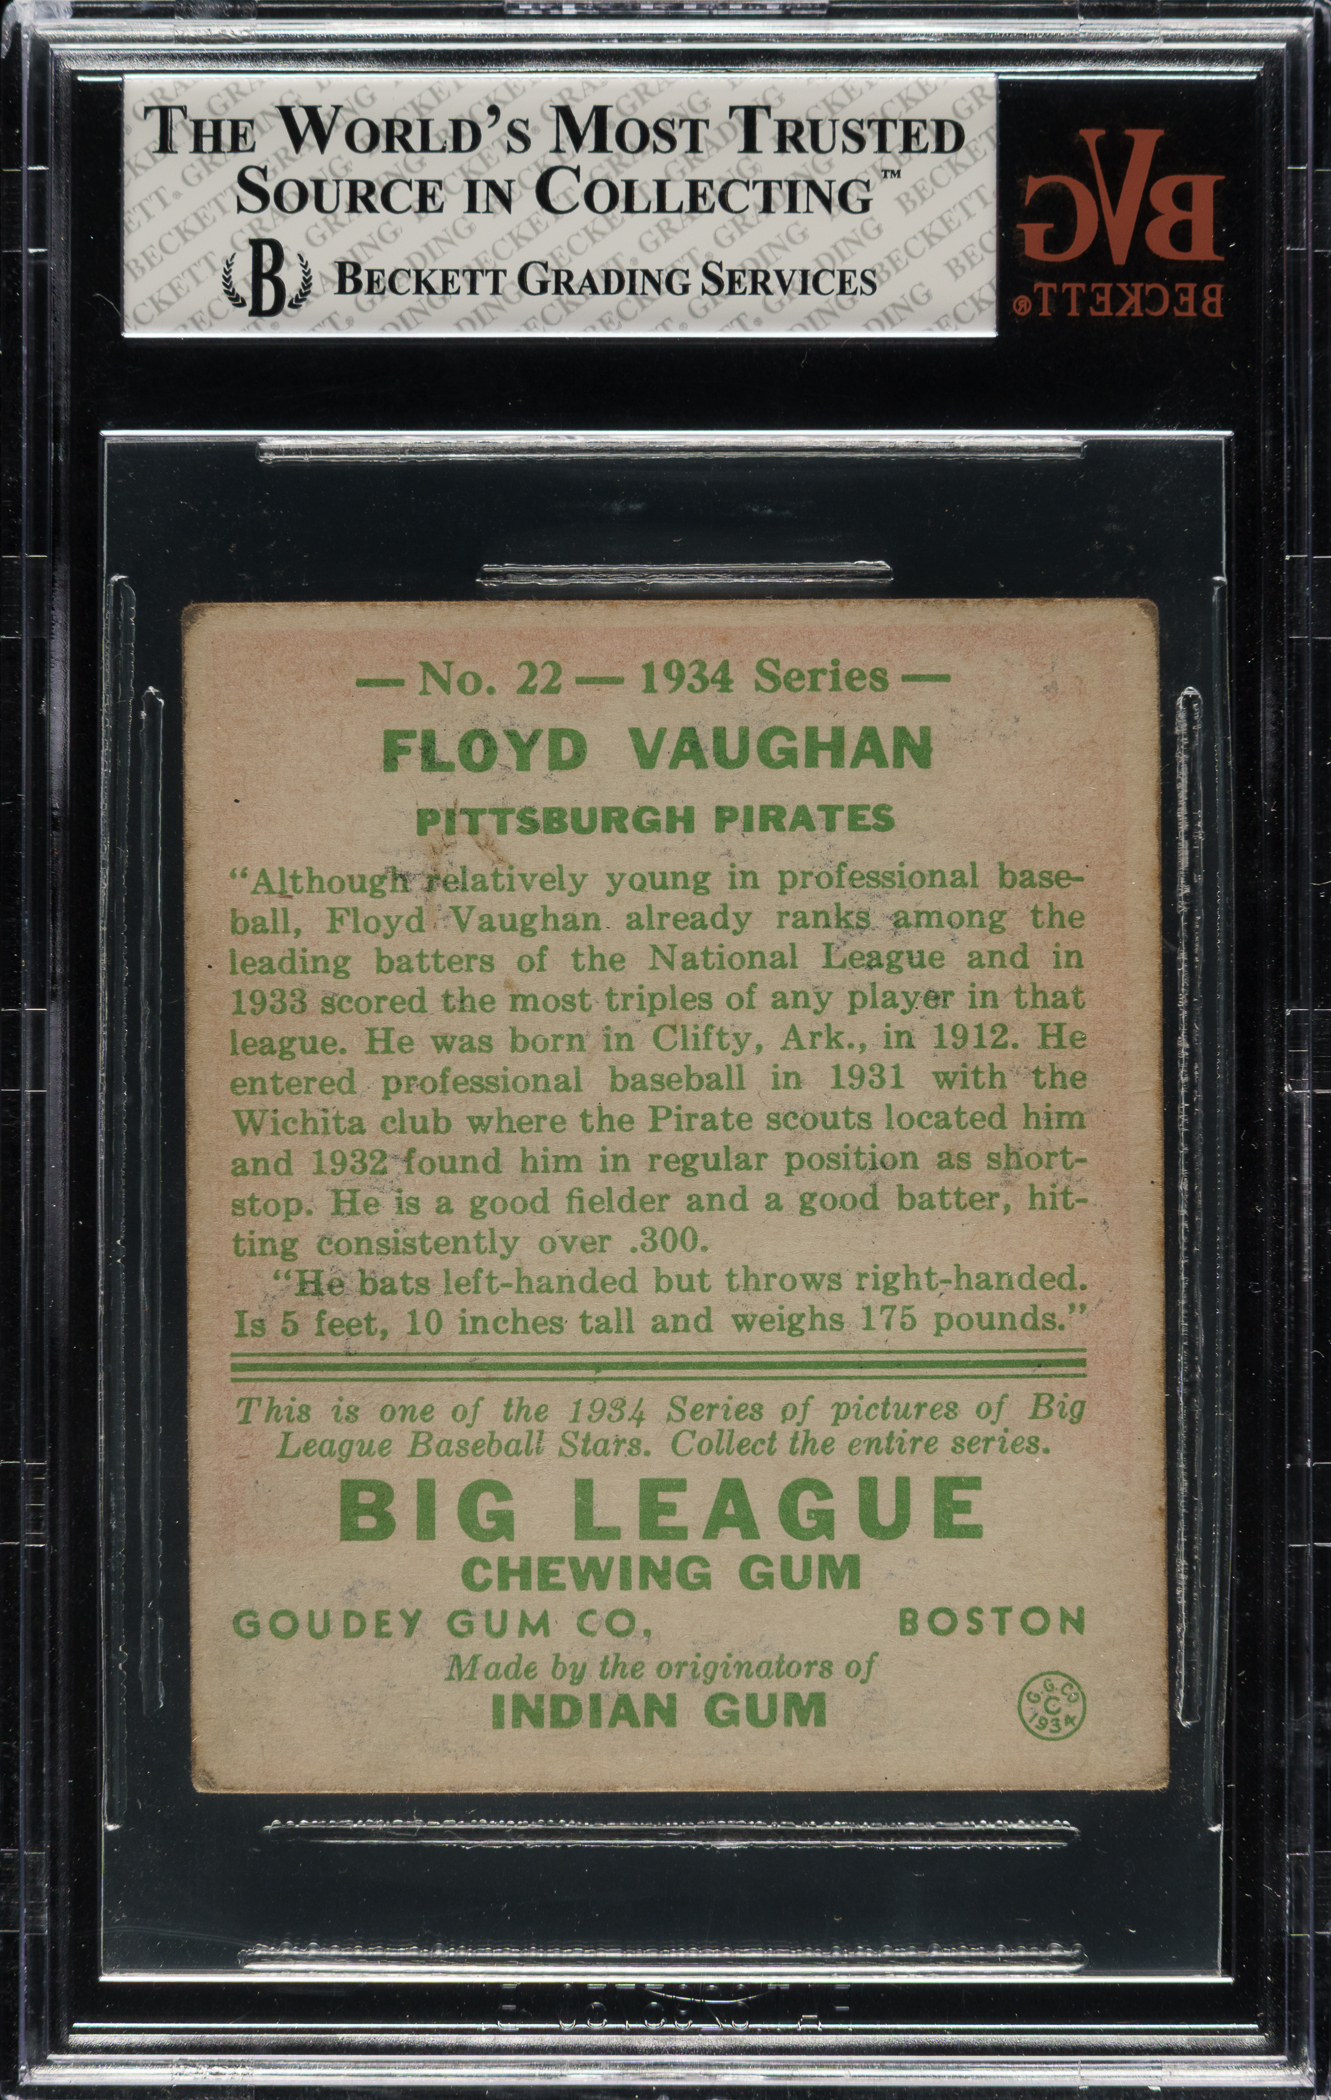 THE WORLD'S MOST TRUSTED
SOURCE IN COLLECTING™
B BECKETT GRADING SERVICES
BVG
BECKETT®
— No. 22 — 1934 Series —
FLOYD VAUGHAN
PITTSBURGH PIRATES
"Although relatively young in professional base-
ball, Floyd Vaughan already ranks among the
leading batters of the National League and in
1933 scored the most triples of any player in that
league. He was born in Clifty, Ark., in 1912. He
entered professional baseball in 1931 with the
Wichita club where the Pirate scouts located him
and 1932 found him in regular position as short-
stop. He is a good fielder and a good batter, hit-
ting consistently over .300.
"He bats left-handed but throws right-handed.
Is 5 feet, 10 inches tall and weighs 175 pounds."
This is one of the 1934 Series of pictures of Big
League Baseball Stars. Collect the entire series.
BIG LEAGUE
CHEWING GUM
GOUDEY GUM CO. BOSTON
Made by the originators of
INDIAN GUM
G.G.CO
C
1934